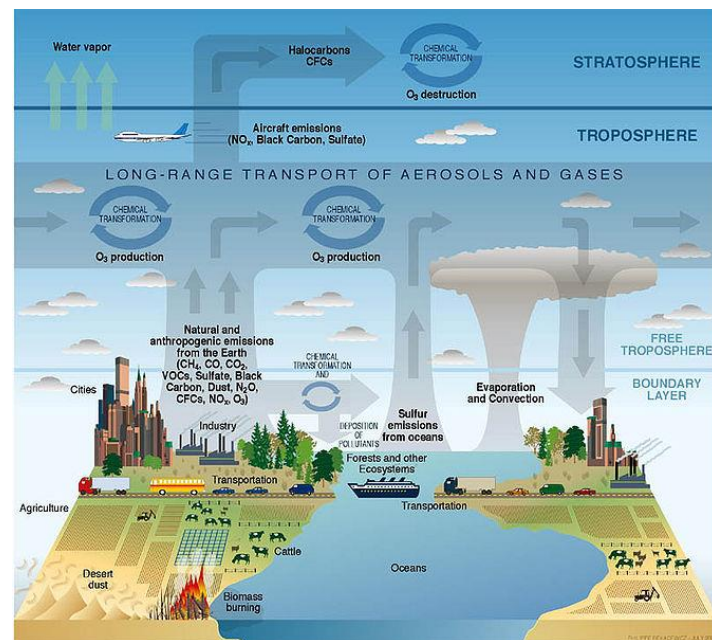 Water vapor
Halocarbons
CFCs
CHEMICAL
TRANSFORMATION
STRATOSPHERE
O₃ destruction
Aircraft emissions
(NOₓ, Black Carbon, Sulfate)
TROPOSPHERE
LONG-RANGE TRANSPORT OF AEROSOLS AND GASES
CHEMICAL
TRANSFORMATION
O₃ production
CHEMICAL
TRANSFORMATION
O₃ production
Natural and
anthropogenic emissions
from the Earth
(CH₄, CO, CO₂,
VOCs, Sulfate, Black
Carbon, Dust, N₂O,
CFCs, NOₓ, O₃)
FREE
TROPOSPHERE
CHEMICAL
TRANSFORMATION
AND
DEPOSITION OF
POLLUTANTS
BOUNDARY
LAYER
Cities
Industry
Sulfur
emissions
from oceans
Evaporation
and Convection
Forests and other
Ecosystems
Transportation
Transportation
Agriculture
Cattle
Oceans
Desert
dust
Biomass
burning